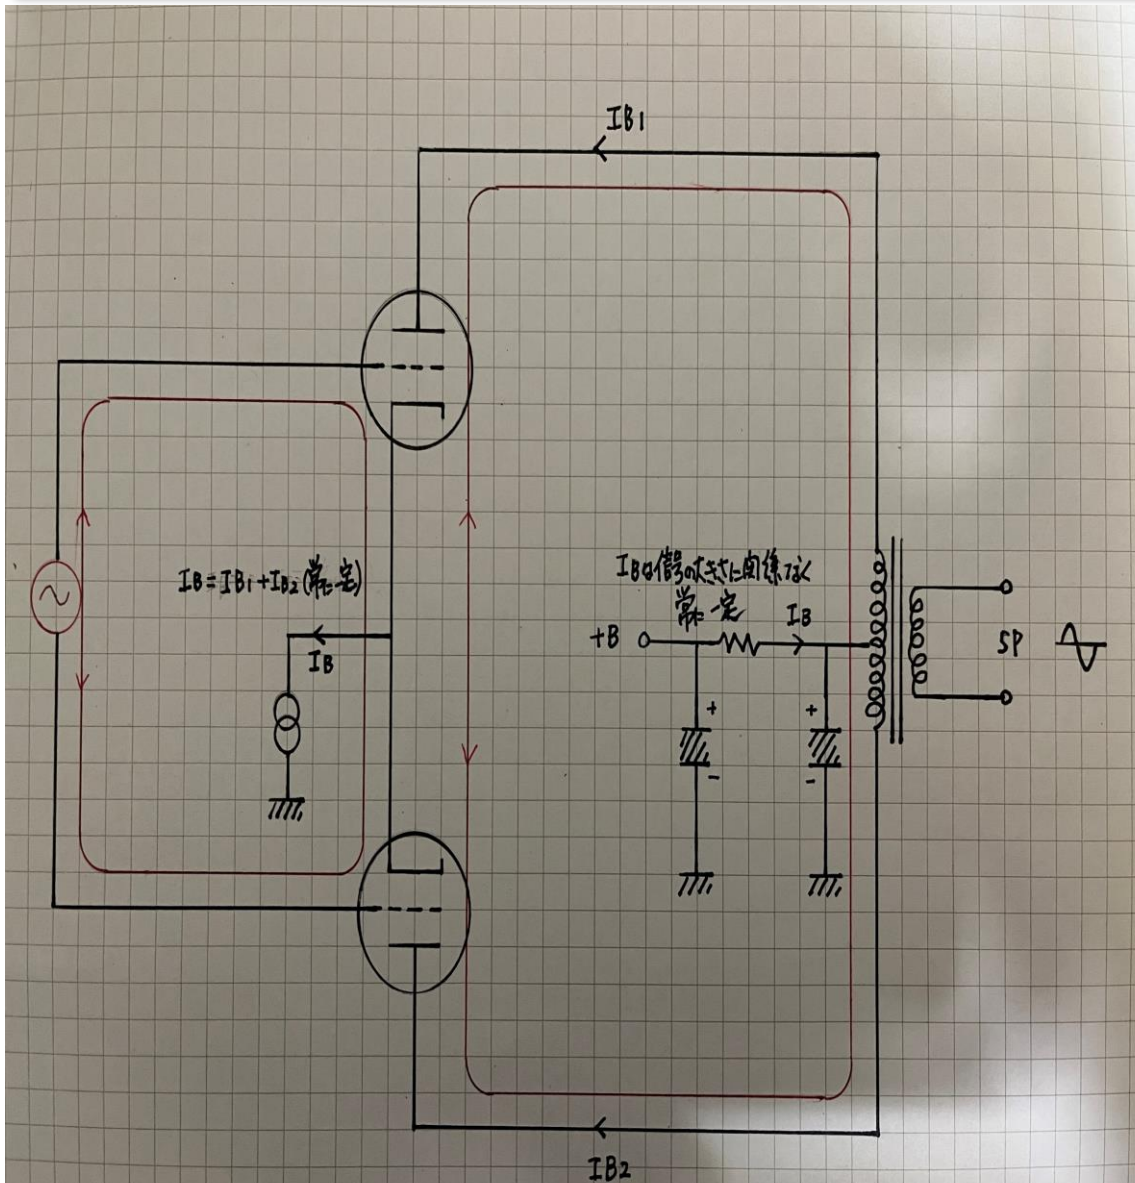 IB1
IB=IB1+IB2(常に一定)
IBは信号の大きさに関係なく
常に一定
IB
+B
IB
SP
+
+
-
-
IB2